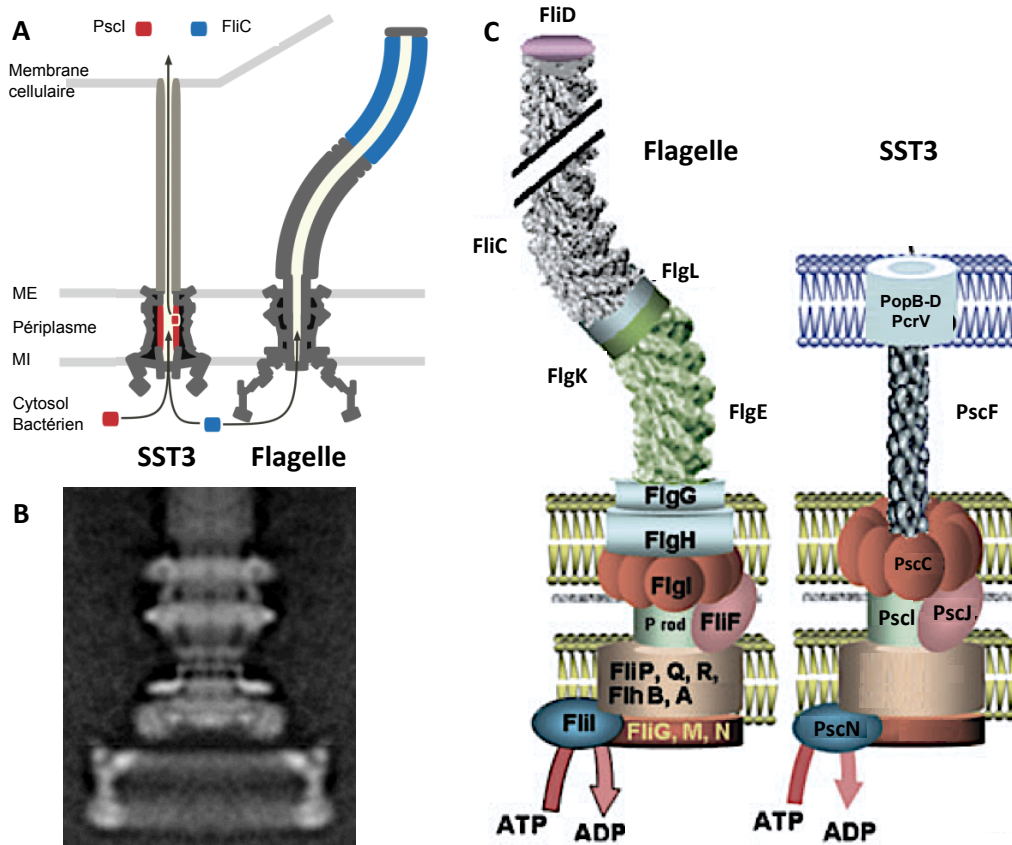 A
PscI
FliC
Membrane
cellulaire
ME
Périplasme
MI
Cytosol
Bactérien
SST3
Flagelle
B
C
FliD
Flagelle
SST3
FliC
FlgL
FlgK
FlgE
FlgG
FlgH
FlgI
P rod
FliF
FliP, Q, R,
Flh B, A
FliI
FliG, M, N
ATP
ADP
PopB-D
PcrV
PscF
PscC
PscI
PscJ
PscN
ATP
ADP